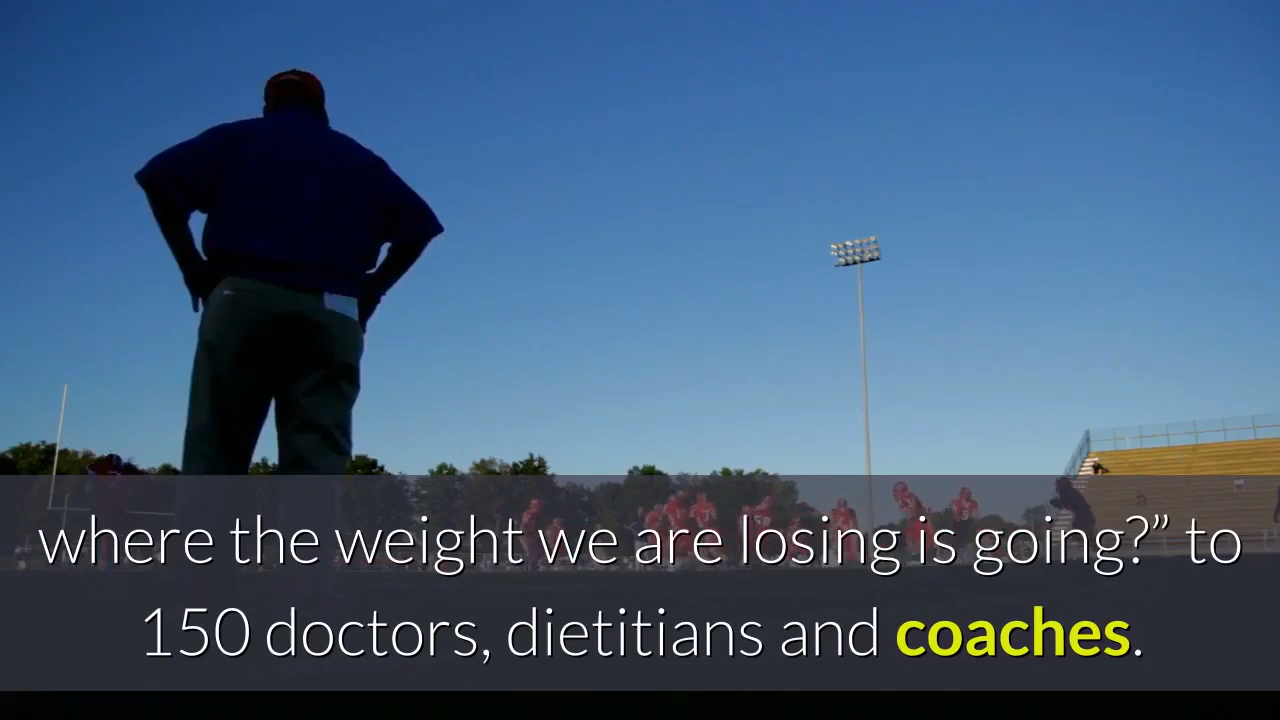 where the weight we are losing is going?” to
150 doctors, dietitians and coaches.